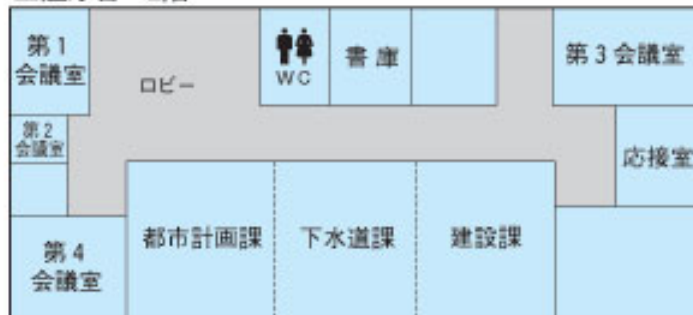 第1
会議室
ロビー
WC
書庫
第3会議室
第2
会議室
応接室
都市計画課
下水道課
建設課
第4
会議室